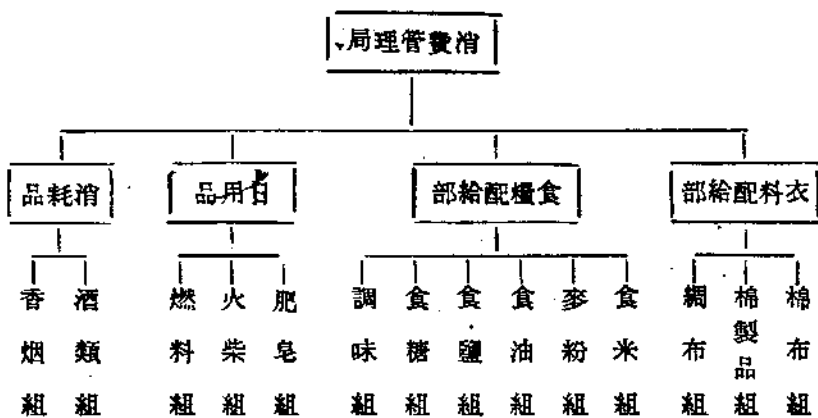 消費管理局
衣料配給部
食糧配給部
日用品
消耗品
棉布組
棉製品組
綢布組
食米組
麥粉組
食油組
食鹽組
食糖組
調味組
肥皂組
火柴組
燃料組
酒類組
香烟組